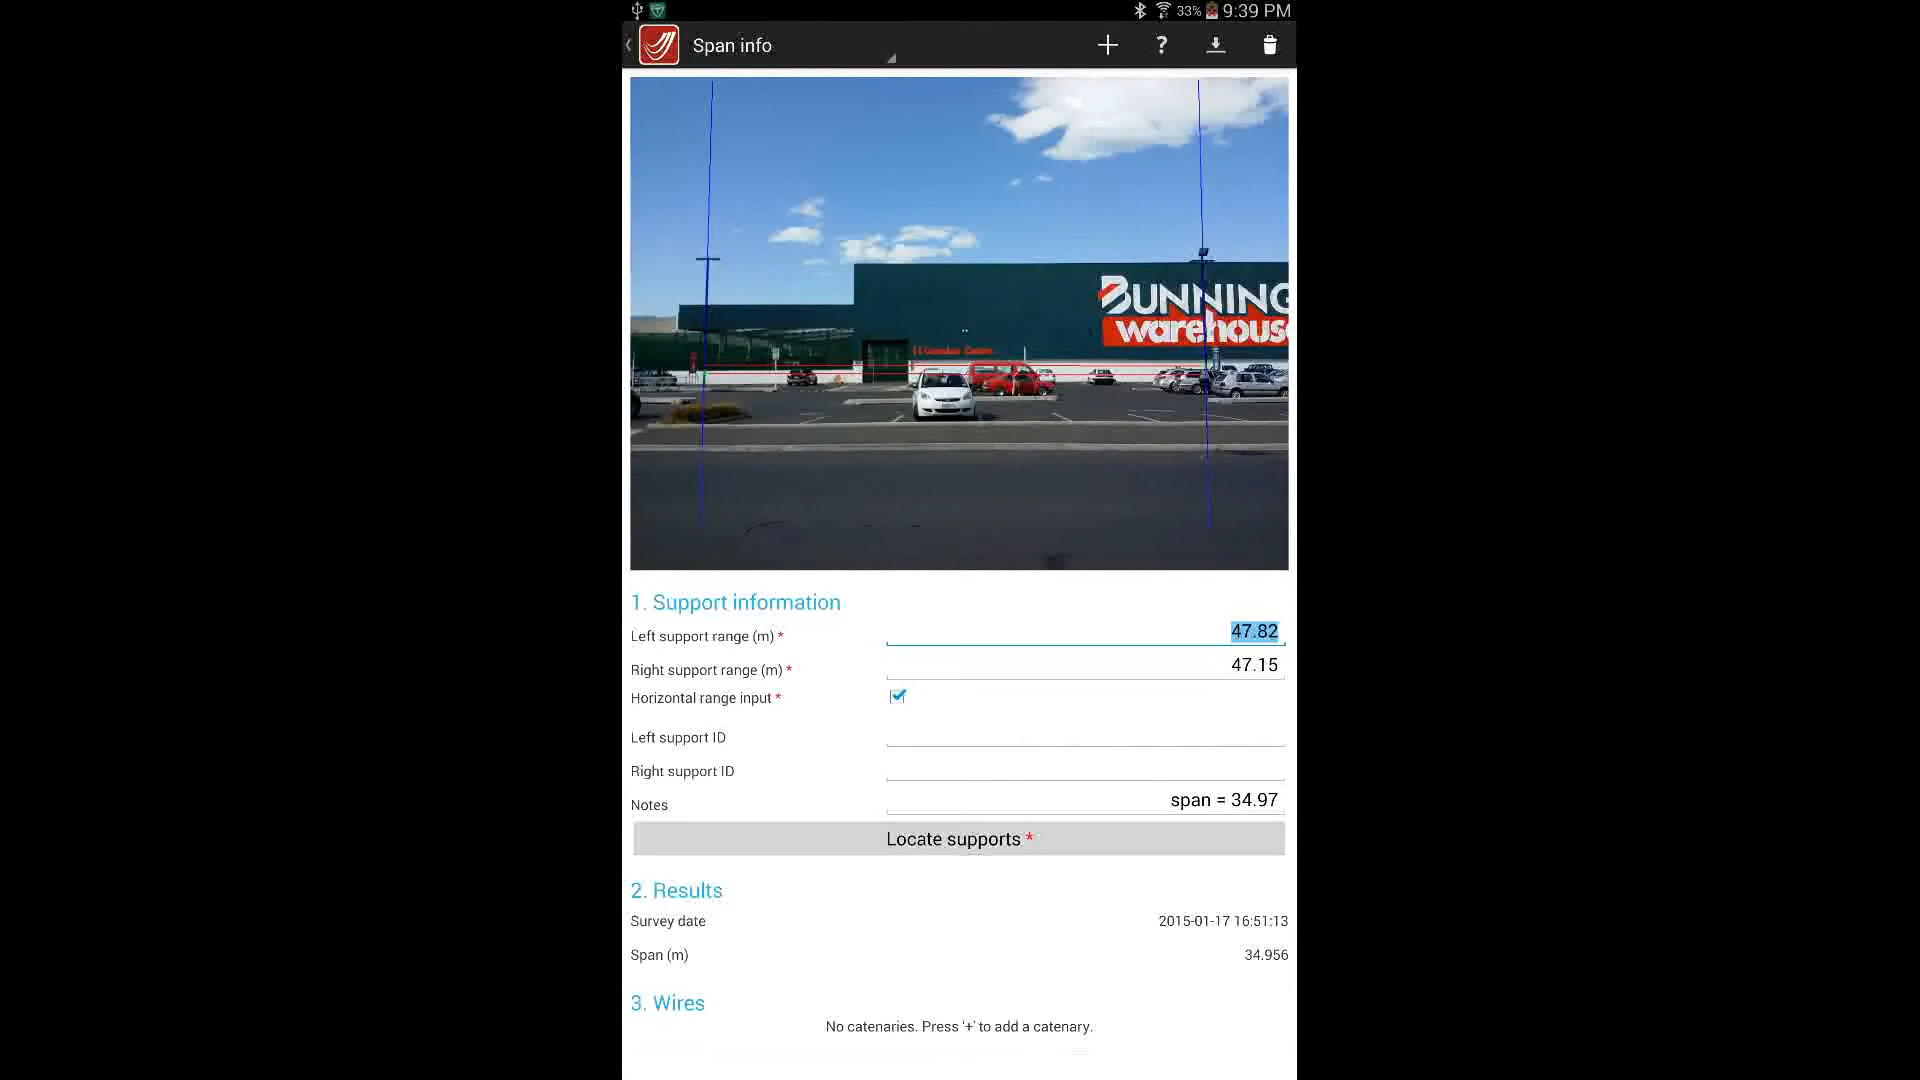 33% 9:39 PM
Span info
?
BUNNING
warehous
1. Support information
Left support range (m) * 47.82
Right support range (m) * 47.15
Horizontal range input *
Left support ID
Right support ID
Notes span = 34.97
Locate supports *
2. Results
Survey date 2015-01-17 16:51:13
Span (m) 34.956
3. Wires
No catenaries. Press '+' to add a catenary.